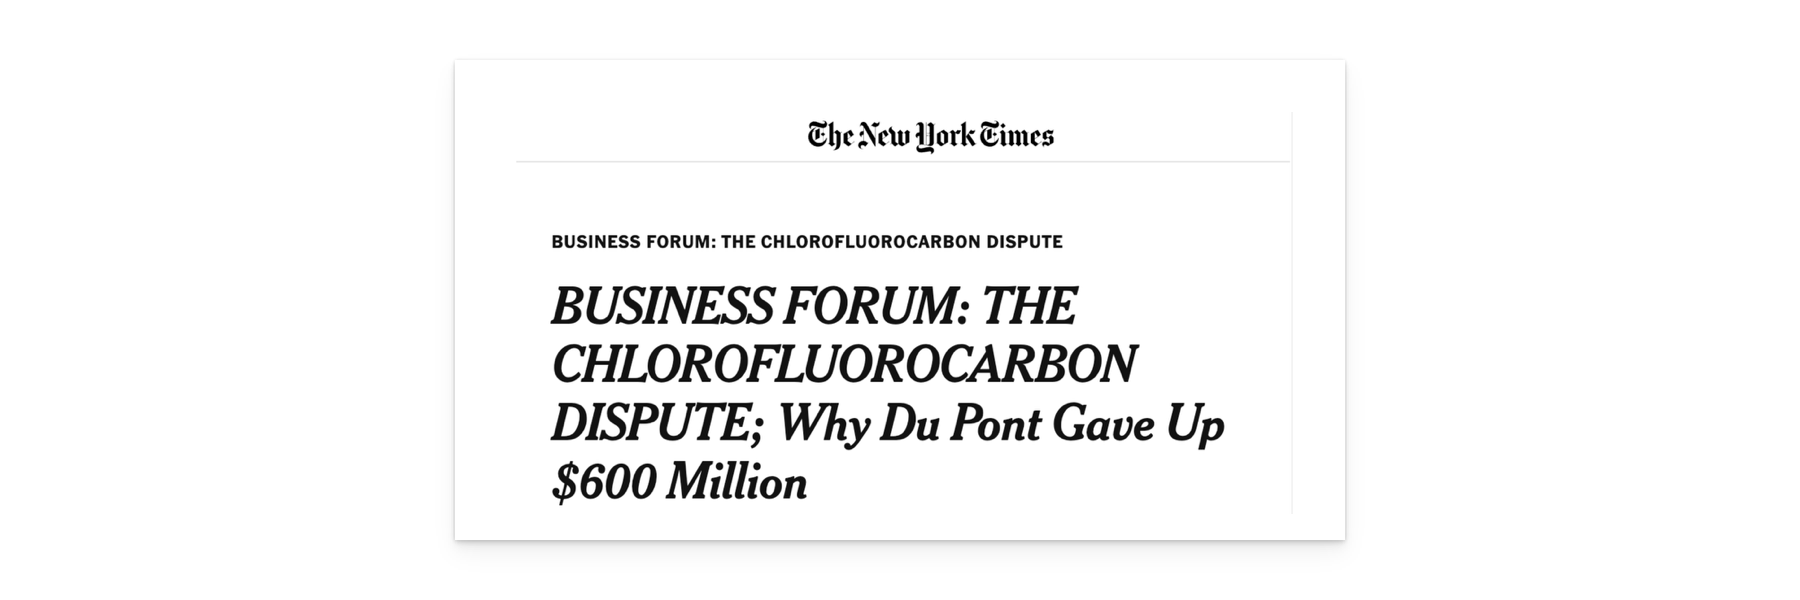 The New York Times
BUSINESS FORUM: THE CHLOROFLUOROCARBON DISPUTE
BUSINESS FORUM: THE
CHLOROFLUOROCARBON
DISPUTE; Why Du Pont Gave Up
$600 Million